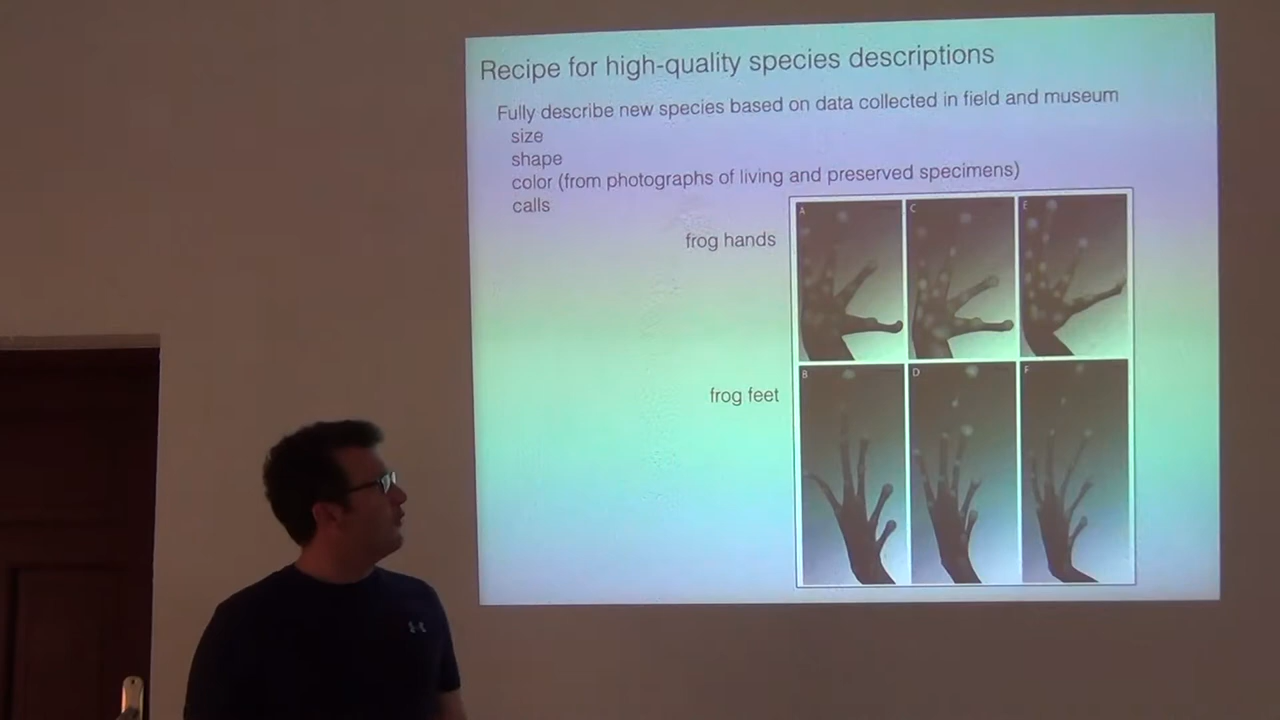 Recipe for high-quality species descriptions
Fully describe new species based on data collected in field and museum
size
shape
color (from photographs of living and preserved specimens)
calls
frog hands
A
C
E
frog feet
B
D
F